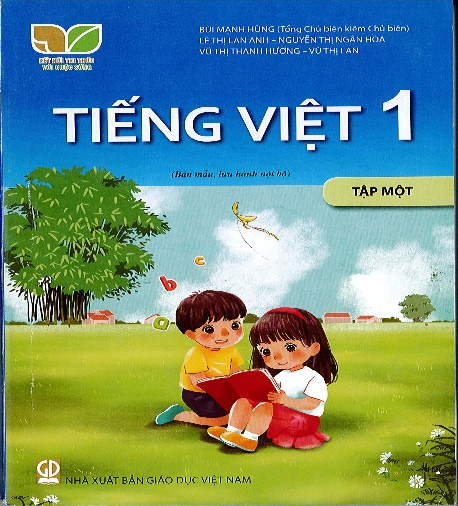 BÙI MẠNH HÙNG (Tổng Chủ biên kiêm Chủ biên)
LÊ THỊ LAN ANH – NGUYỄN THỊ NGÂN HOA
VŨ THỊ THANH HƯƠNG – VŨ THỊ LAN
KẾT NỐI TRI THỨC
VỚI CUỘC SỐNG
TIẾNG VIỆT 1
(Bản mẫu, lưu hành nội bộ)
TẬP MỘT
a b c
GD
NHÀ XUẤT BẢN GIÁO DỤC VIỆT NAM